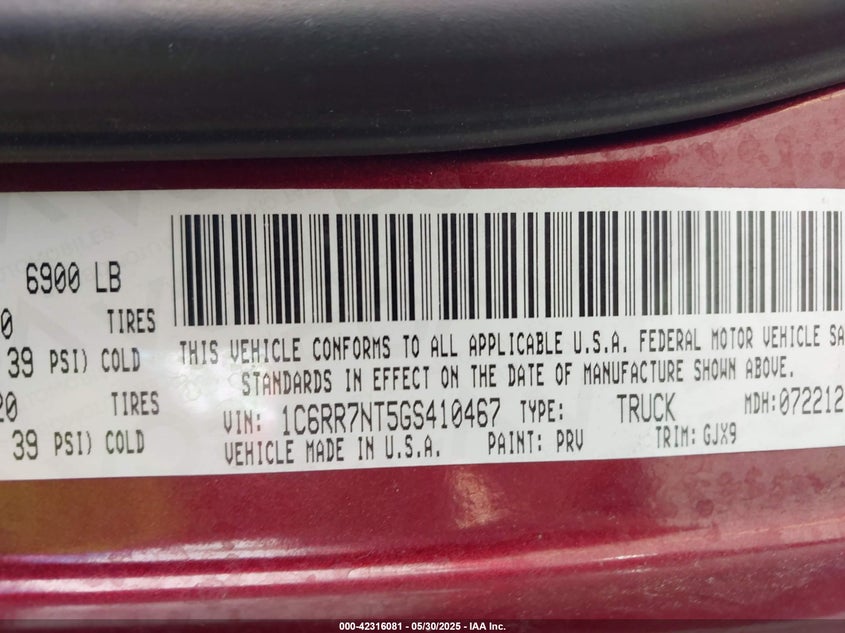 6900 LB
0 TIRES
39 PSI) COLD
20 TIRES
39 PSI) COLD
THIS VEHICLE CONFORMS TO ALL APPLICABLE U.S.A. FEDERAL MOTOR VEHICLE SA
STANDARDS IN EFFECT ON THE DATE OF MANUFACTURE SHOWN ABOVE.
VIN: 1C6RR7NT5GS410467 TYPE: TRUCK MDH:072212
VEHICLE MADE IN U.S.A. PAINT: PRV TRIM: GJX9
000-42316081 - 05/30/2025 - IAA Inc.